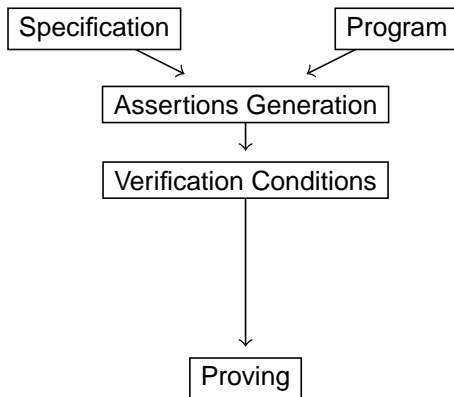 Specification
Program
Assertions Generation
Verification Conditions
Proving